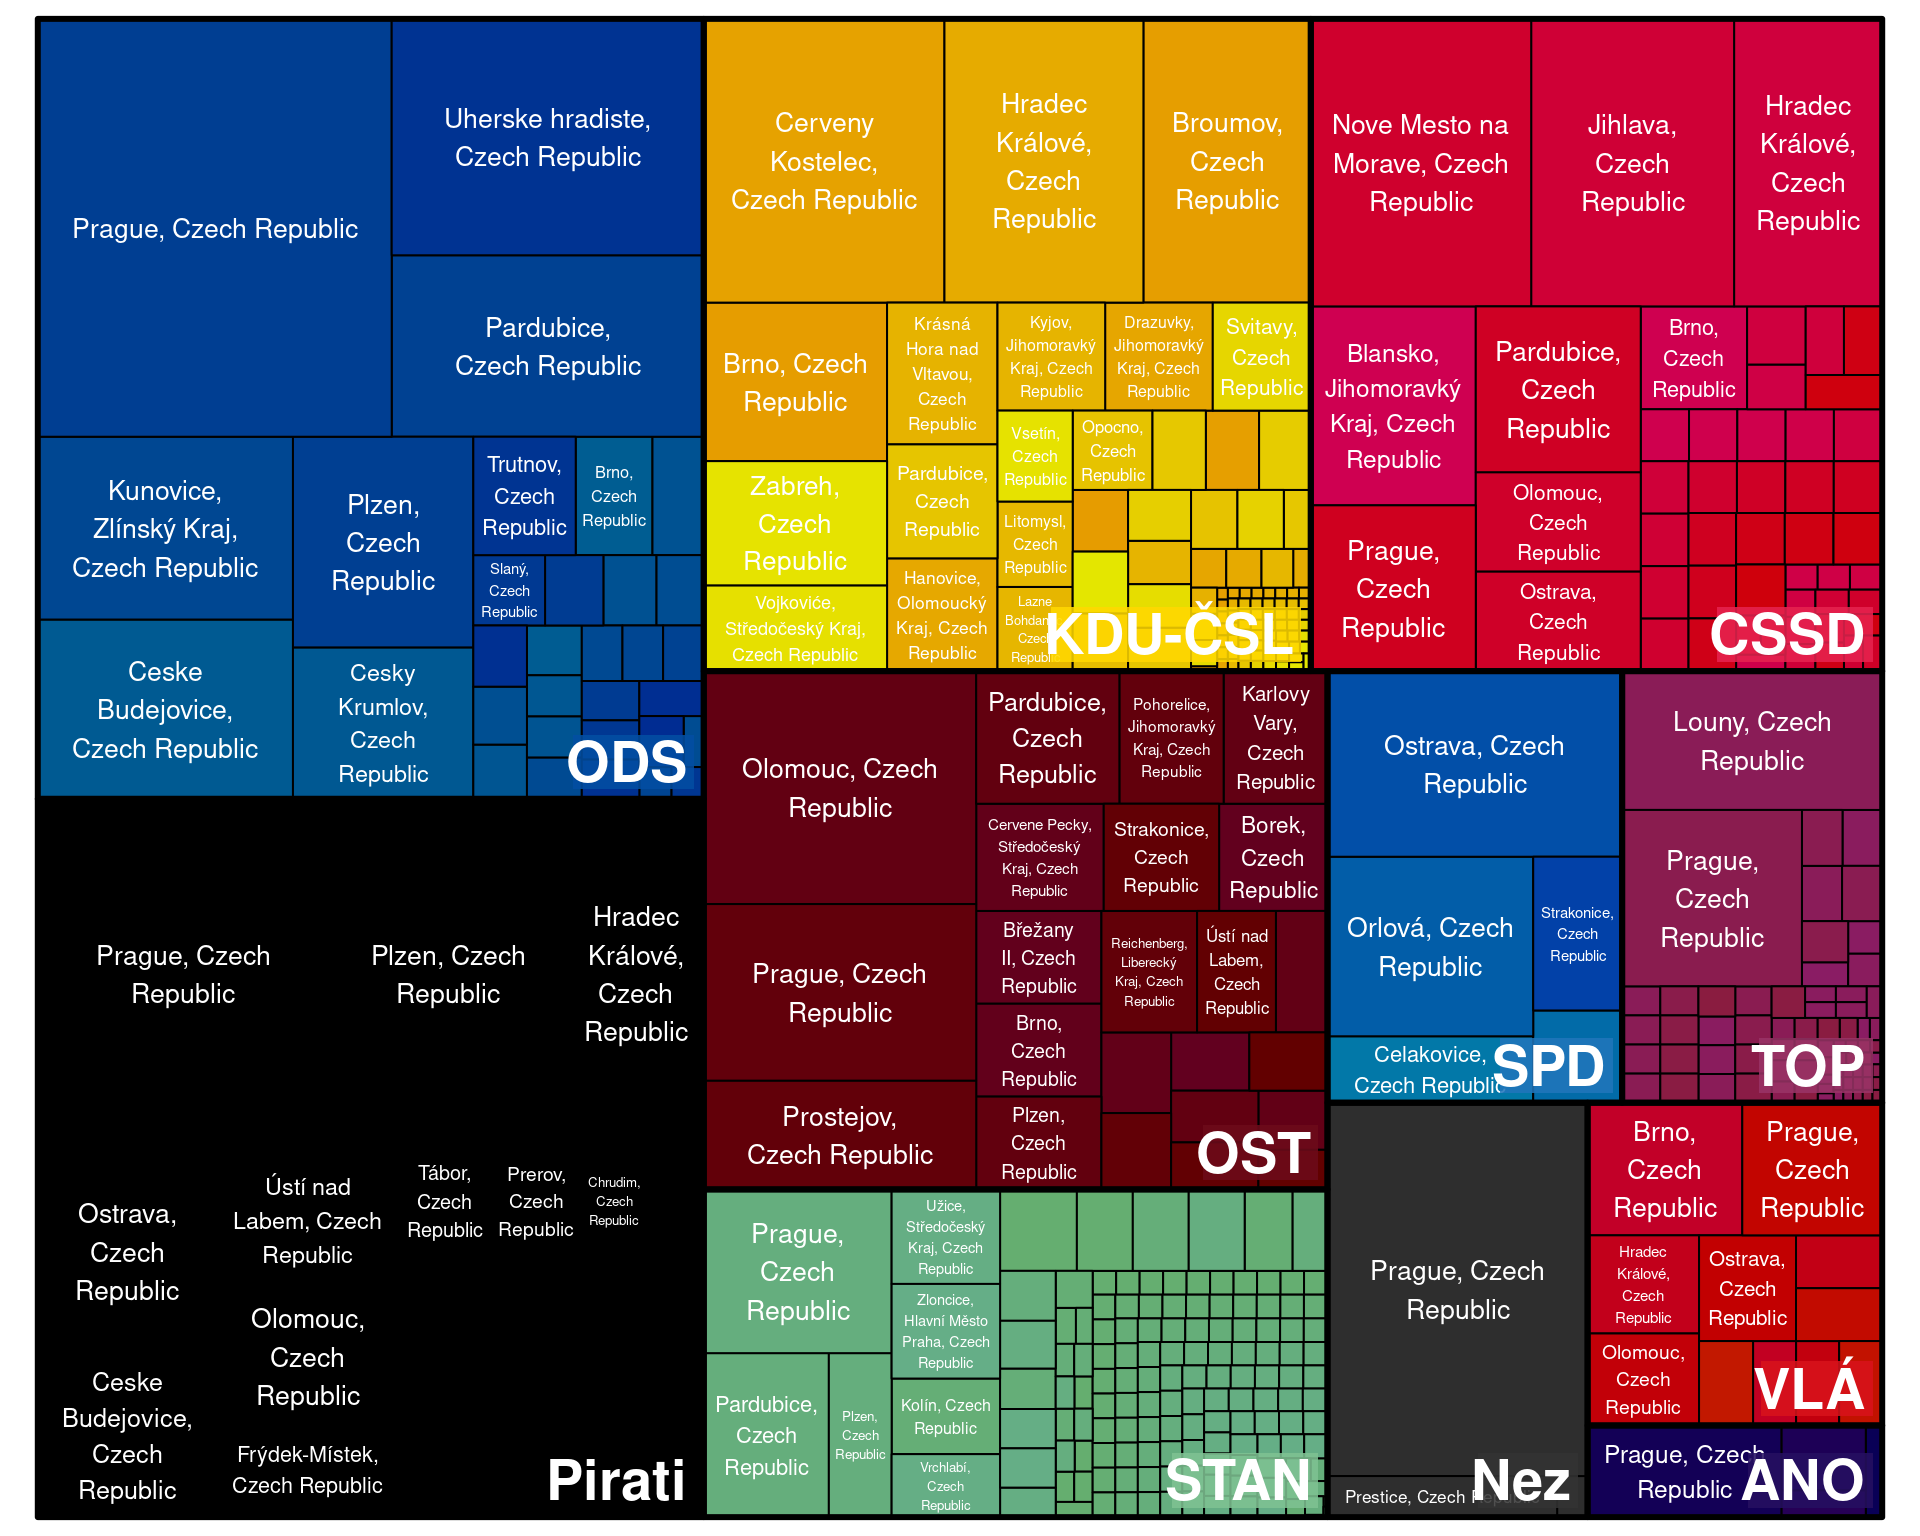 Prague, Czech Republic
Uherske hradiste,
Czech Republic
Pardubice,
Czech Republic
Kunovice,
Zlínský Kraj,
Czech Republic
Plzen,
Czech
Republic
Trutnov,
Czech
Republic
Brno,
Czech
Republic
Slaný,
Czech
Republic
Ceske
Budejovice,
Czech Republic
Cesky
Krumlov,
Czech
Republic
ODS
Cerveny
Kostelec,
Czech Republic
Hradec
Králové,
Czech
Republic
Broumov,
Czech
Republic
Brno, Czech
Republic
Krásná
Hora nad
Vltavou,
Czech
Republic
Kyjov,
Jihomoravký
Kraj, Czech
Republic
Drazuvky,
Jihomoravký
Kraj, Czech
Republic
Svitavy,
Czech
Republic
Zabreh,
Czech
Republic
Pardubice,
Czech
Republic
Vsetín,
Czech
Republic
Opocno,
Czech
Republic
Litomysl,
Czech
Republic
Vojkoviće,
Středočeský Kraj,
Czech Republic
Hanovice,
Olomoucký
Kraj, Czech
Republic
Lazne
Czech
KDU-ČSL
Nove Mesto na
Morave, Czech
Republic
Jihlava,
Czech
Republic
Hradec
Králové,
Czech
Republic
Blansko,
Jihomoravký
Kraj, Czech
Republic
Pardubice,
Czech
Republic
Brno,
Czech
Republic
Prague,
Czech
Republic
Olomouc,
Czech
Republic
Ostrava,
Czech
Republic
CSSD
Prague, Czech
Republic
Plzen, Czech
Republic
Hradec
Králové,
Czech
Republic
Ostrava,
Czech
Republic
Ústí nad
Labem, Czech
Republic
Tábor,
Czech
Republic
Prerov,
Czech
Republic
Chrudim,
Czech
Republic
Olomouc,
Czech
Republic
Ceske
Budejovice,
Czech
Republic
Frýdek-Místek,
Czech Republic
Pirati
Olomouc, Czech
Republic
Pardubice,
Czech
Republic
Pohorelice,
Jihomoravký
Kraj, Czech
Republic
Karlovy
Vary,
Czech
Republic
Cervene Pecky,
Středočeský
Kraj, Czech
Republic
Strakonice,
Czech
Republic
Borek,
Czech
Republic
Prague, Czech
Republic
Břežany
II, Czech
Republic
Reichenberg,
Liberecký
Kraj, Czech
Republic
Ústí nad
Labem,
Czech
Republic
Brno,
Czech
Republic
Prostejov,
Czech Republic
Plzen,
Czech
Republic
OST
Prague,
Czech
Republic
Užice,
Středočeský
Kraj, Czech
Republic
Zloncice,
Hlavní Město
Praha, Czech
Republic
Pardubice,
Czech
Republic
Plzen,
Czech
Republic
Kolín, Czech
Republic
Vrchlabí,
Czech
Republic
STAN
Ostrava, Czech
Republic
Orlová, Czech
Republic
Strakonice,
Czech
Republic
Celakovice,
Czech Republic
SPD
Louny, Czech
Republic
Prague,
Czech
Republic
TOP
Prague, Czech
Republic
Prestice, Czech Republic
Nez
Brno,
Czech
Republic
Prague,
Czech
Republic
Hradec
Králové,
Czech
Republic
Ostrava,
Czech
Republic
Olomouc,
Czech
Republic
VLÁ
Prague, Czech
Republic
ANO